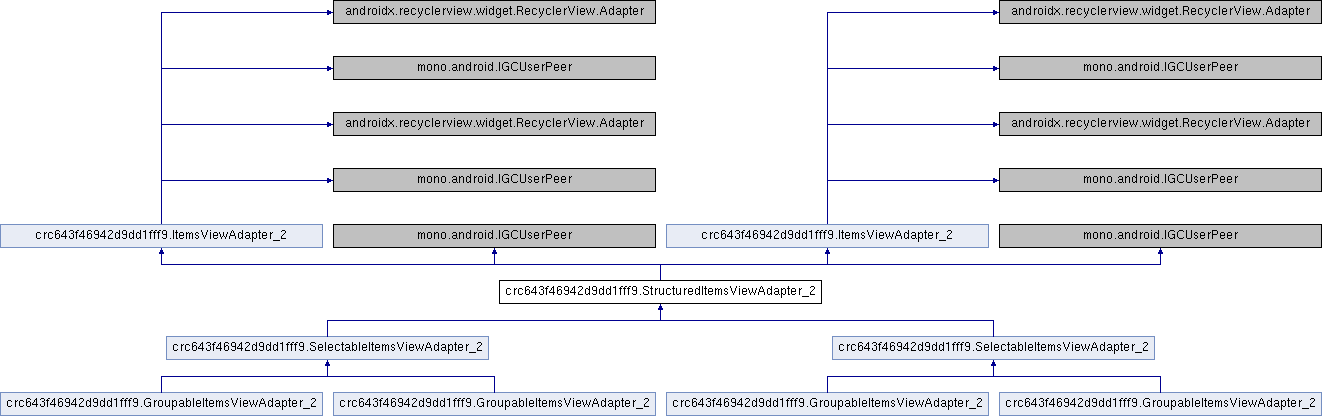 androidx.recyclerview.widget.RecyclerView.Adapter
androidx.recyclerview.widget.RecyclerView.Adapter
mono.android.IGCUserPeer
mono.android.IGCUserPeer
androidx.recyclerview.widget.RecyclerView.Adapter
androidx.recyclerview.widget.RecyclerView.Adapter
mono.android.IGCUserPeer
mono.android.IGCUserPeer
crc643f46942d9dd1fff9.ItemsViewAdapter_2
mono.android.IGCUserPeer
crc643f46942d9dd1fff9.ItemsViewAdapter_2
mono.android.IGCUserPeer
crc643f46942d9dd1fff9.StructuredItemsViewAdapter_2
crc643f46942d9dd1fff9.SelectableItemsViewAdapter_2
crc643f46942d9dd1fff9.SelectableItemsViewAdapter_2
crc643f46942d9dd1fff9.GroupableItemsViewAdapter_2
crc643f46942d9dd1fff9.GroupableItemsViewAdapter_2
crc643f46942d9dd1fff9.GroupableItemsViewAdapter_2
crc643f46942d9dd1fff9.GroupableItemsViewAdapter_2